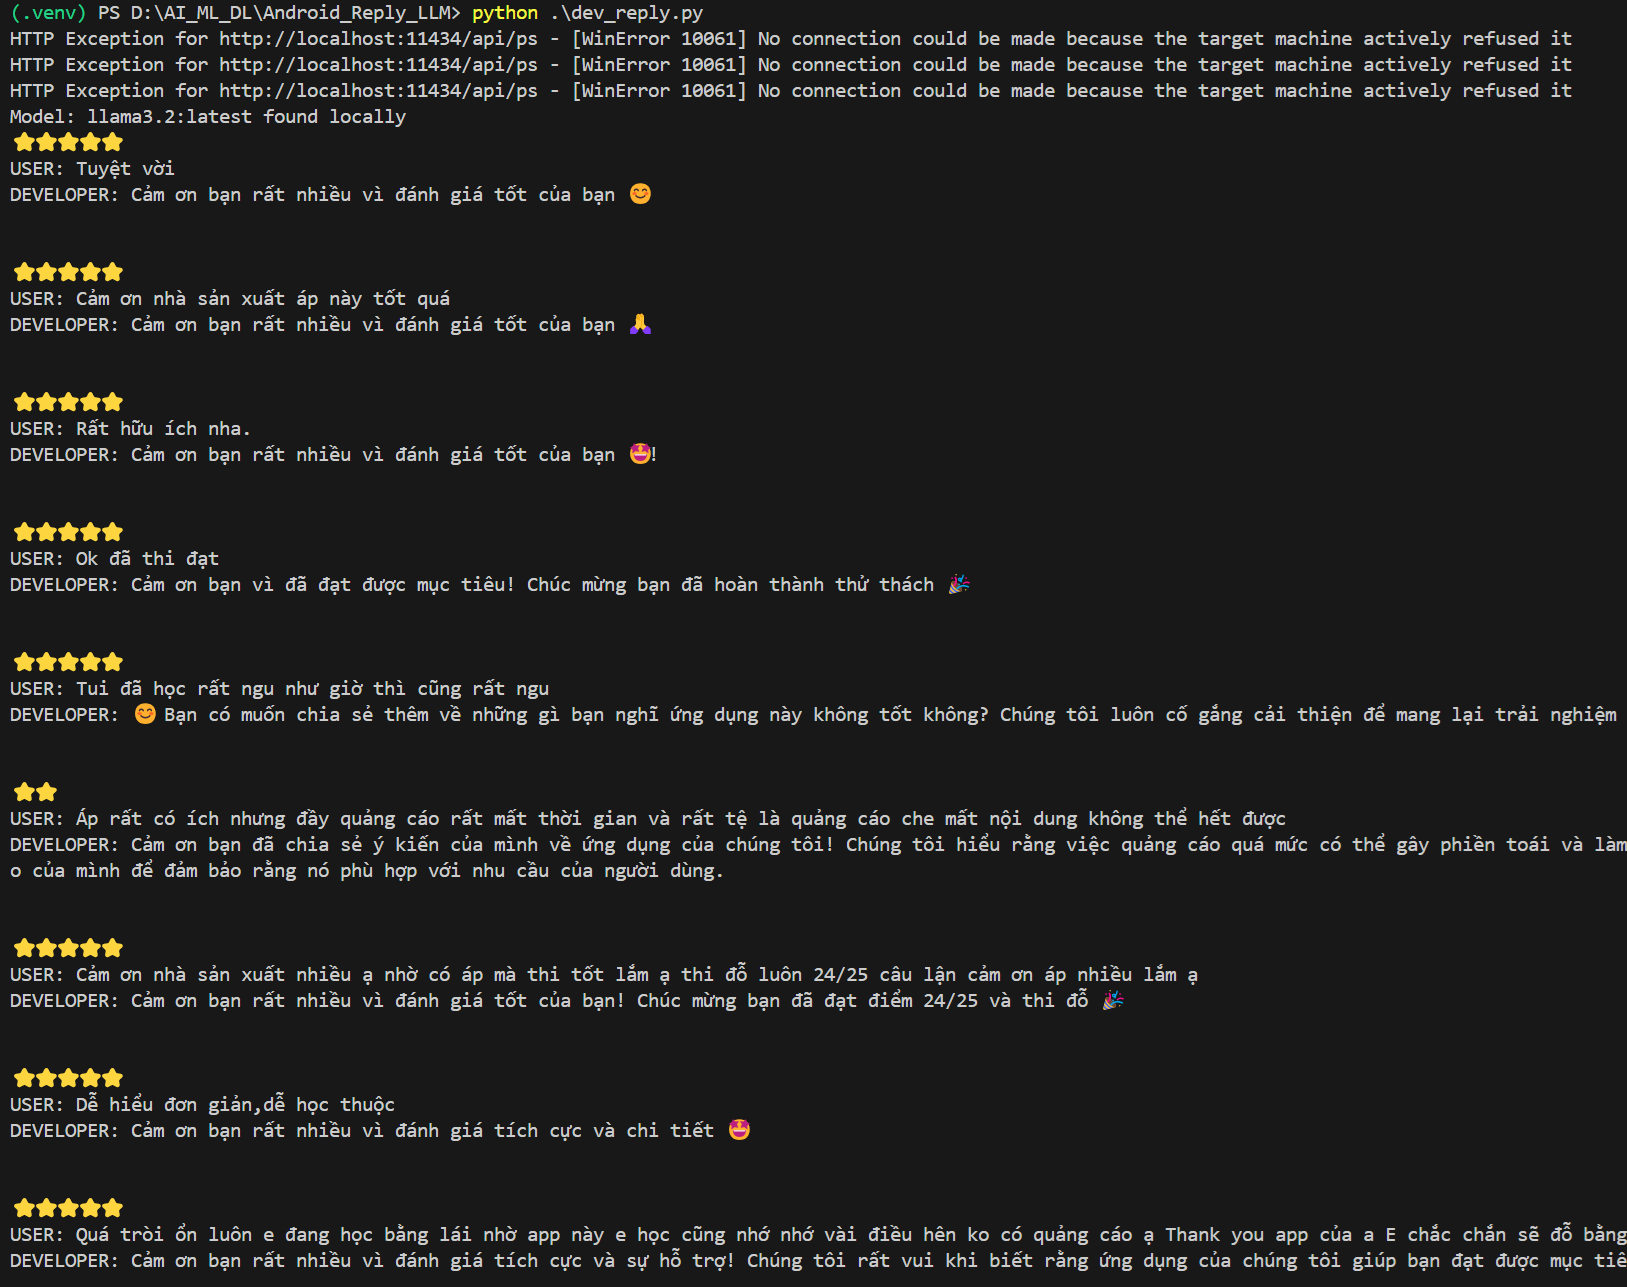 (.venv) PS D:\AI_ML_DL\Android_Reply_LLM> python .\dev_reply.py
HTTP Exception for http://localhost:11434/api/ps - [WinError 10061] No connection could be made because the target machine actively refused it
HTTP Exception for http://localhost:11434/api/ps - [WinError 10061] No connection could be made because the target machine actively refused it
HTTP Exception for http://localhost:11434/api/ps - [WinError 10061] No connection could be made because the target machine actively refused it
Model: llama3.2:latest found locally
⭐⭐⭐⭐⭐
USER: Tuyệt vời
DEVELOPER: Cảm ơn bạn rất nhiều vì đánh giá tốt của bạn 😊
⭐⭐⭐⭐⭐
USER: Cảm ơn nhà sản xuất áp này tốt quá
DEVELOPER: Cảm ơn bạn rất nhiều vì đánh giá tốt của bạn 🙏
⭐⭐⭐⭐⭐
USER: Rất hữu ích nha.
DEVELOPER: Cảm ơn bạn rất nhiều vì đánh giá tốt của bạn 🤩!
⭐⭐⭐⭐⭐
USER: Ok đã thi đạt
DEVELOPER: Cảm ơn bạn vì đã đạt được mục tiêu! Chúc mừng bạn đã hoàn thành thử thách 🎉
⭐⭐⭐⭐⭐
USER: Tui đã học rất ngu như giờ thì cũng rất ngu
DEVELOPER: 😊 Bạn có muốn chia sẻ thêm về những gì bạn nghĩ ứng dụng này không tốt không? Chúng tôi luôn cố gắng cải thiện để mang lại trải nghiệm
⭐⭐
USER: Áp rất có ích nhưng đầy quảng cáo rất mất thời gian và rất tệ là quảng cáo che mất nội dung không thể hết được
DEVELOPER: Cảm ơn bạn đã chia sẻ ý kiến của mình về ứng dụng của chúng tôi! Chúng tôi hiểu rằng việc quảng cáo quá mức có thể gây phiền toái và làm
o của mình để đảm bảo rằng nó phù hợp với nhu cầu của người dùng.
⭐⭐⭐⭐⭐
USER: Cảm ơn nhà sản xuất nhiều ạ nhờ có áp mà thi tốt lắm ạ thi đỗ luôn 24/25 câu lận cảm ơn áp nhiều lắm ạ
DEVELOPER: Cảm ơn bạn rất nhiều vì đánh giá tốt của bạn! Chúc mừng bạn đã đạt điểm 24/25 và thi đỗ 🎉
⭐⭐⭐⭐⭐
USER: Dễ hiểu đơn giản,dễ học thuộc
DEVELOPER: Cảm ơn bạn rất nhiều vì đánh giá tích cực và chi tiết 🤩
⭐⭐⭐⭐⭐
USER: Quá tròi ổn luôn e đang học bằng lái nhờ app này e học cũng nhớ nhớ vài điều hên ko có quảng cáo ạ Thank you app của a E chắc chắn sẽ đỗ bằng
DEVELOPER: Cảm ơn bạn rất nhiều vì đánh giá tích cực và sự hỗ trợ! Chúng tôi rất vui khi biết rằng ứng dụng của chúng tôi giúp bạn đạt được mục tiê